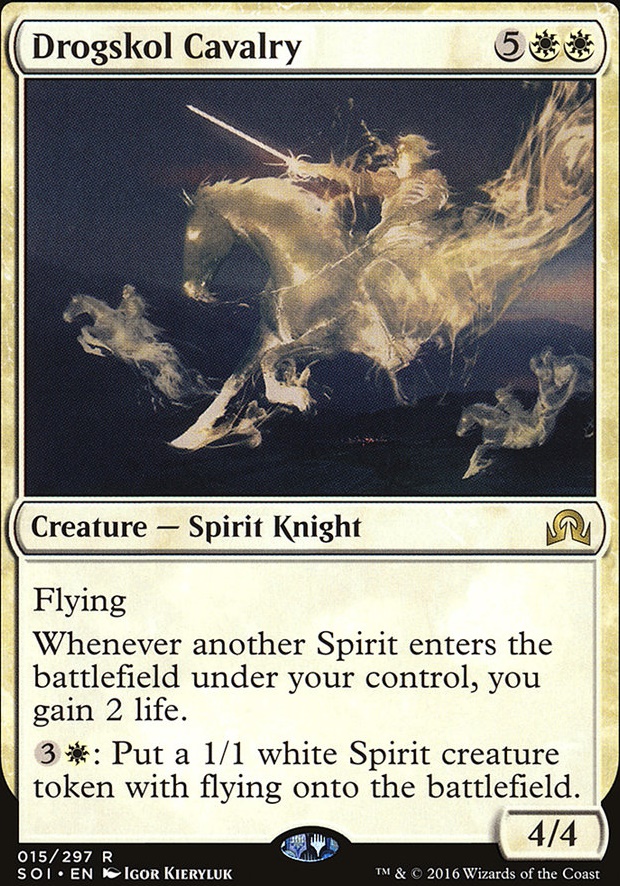 Drogskol Cavalry 5
Creature — Spirit Knight
Flying
Whenever another Spirit enters the
battlefield under your control, you
gain 2 life.
3: Put a 1/1 white Spirit creature
token with flying onto the battlefield.
4/4
015/297 R
SOI • EN Igor Kieryluk
™ & © 2016 Wizards of the Coast